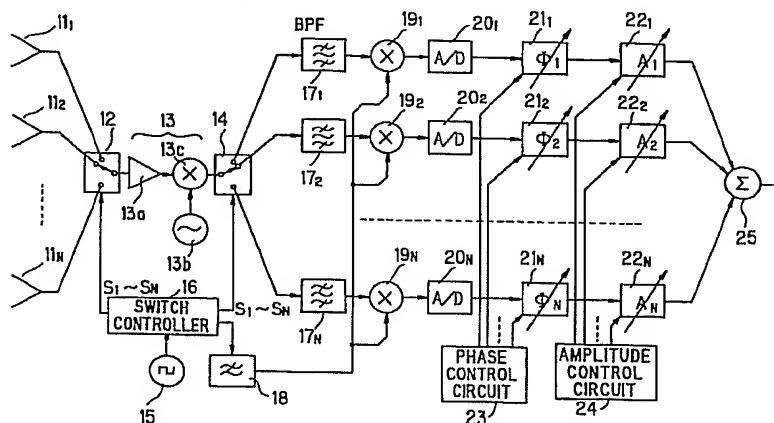 11₁
11₂
11N
12
13
13a
13b
13c
14
S₁~SN
16
SWITCH
CONTROLLER
S₁~SN
15
18
BPF
17₁
17₂
17N
19₁
19₂
19N
20₁
A/D
20₂
A/D
20N
A/D
21₁
Φ₁
21₂
Φ₂
21N
ΦN
22₁
A₁
22₂
A₂
22N
AN
PHASE
CONTROL
CIRCUIT
23
AMPLITUDE
CONTROL
CIRCUIT
24
Σ
25